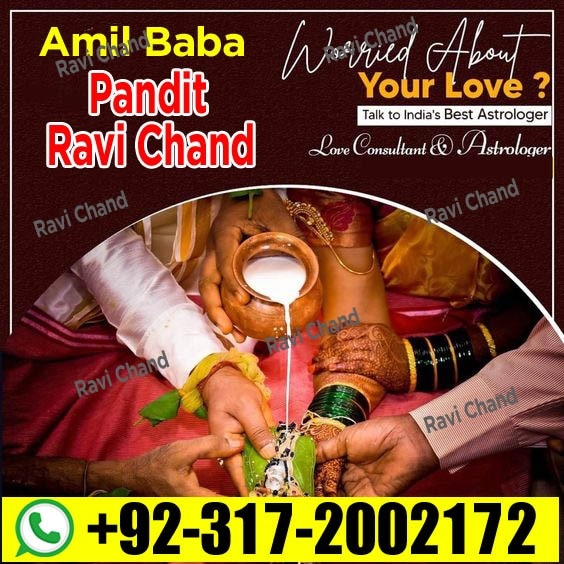 Amil Baba
Pandit
Ravi Chand
Worried About
Your Love ?
Talk to India's Best Astrologer
Love Consultant & Astrologer
Ravi Chand
Ravi Chand
Ravi Chand
Ravi Chand
Ravi Chand
Ravi Chand
Ravi Chand
+92-317-2002172